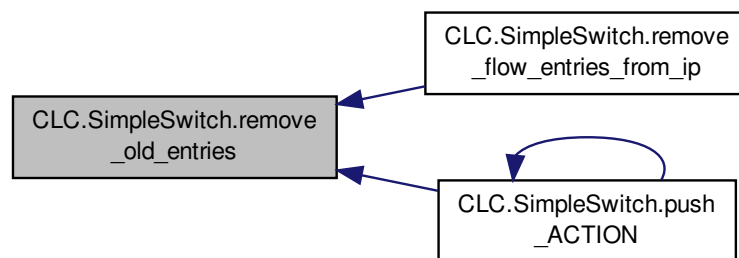 CLC.SimpleSwitch.remove
_flow_entries_from_ip
CLC.SimpleSwitch.remove
_old_entries
CLC.SimpleSwitch.push
_ACTION